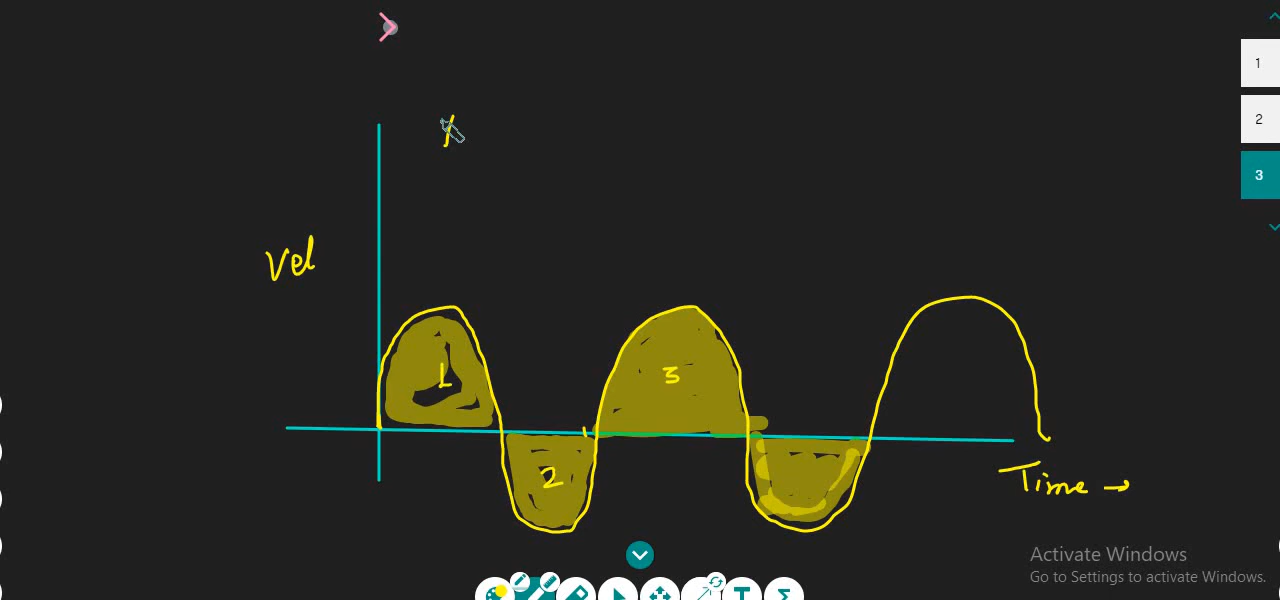 1
2
3
Vel
1
3
2
Time →
Activate Windows
Go to Settings to activate Windows.
T
Σ